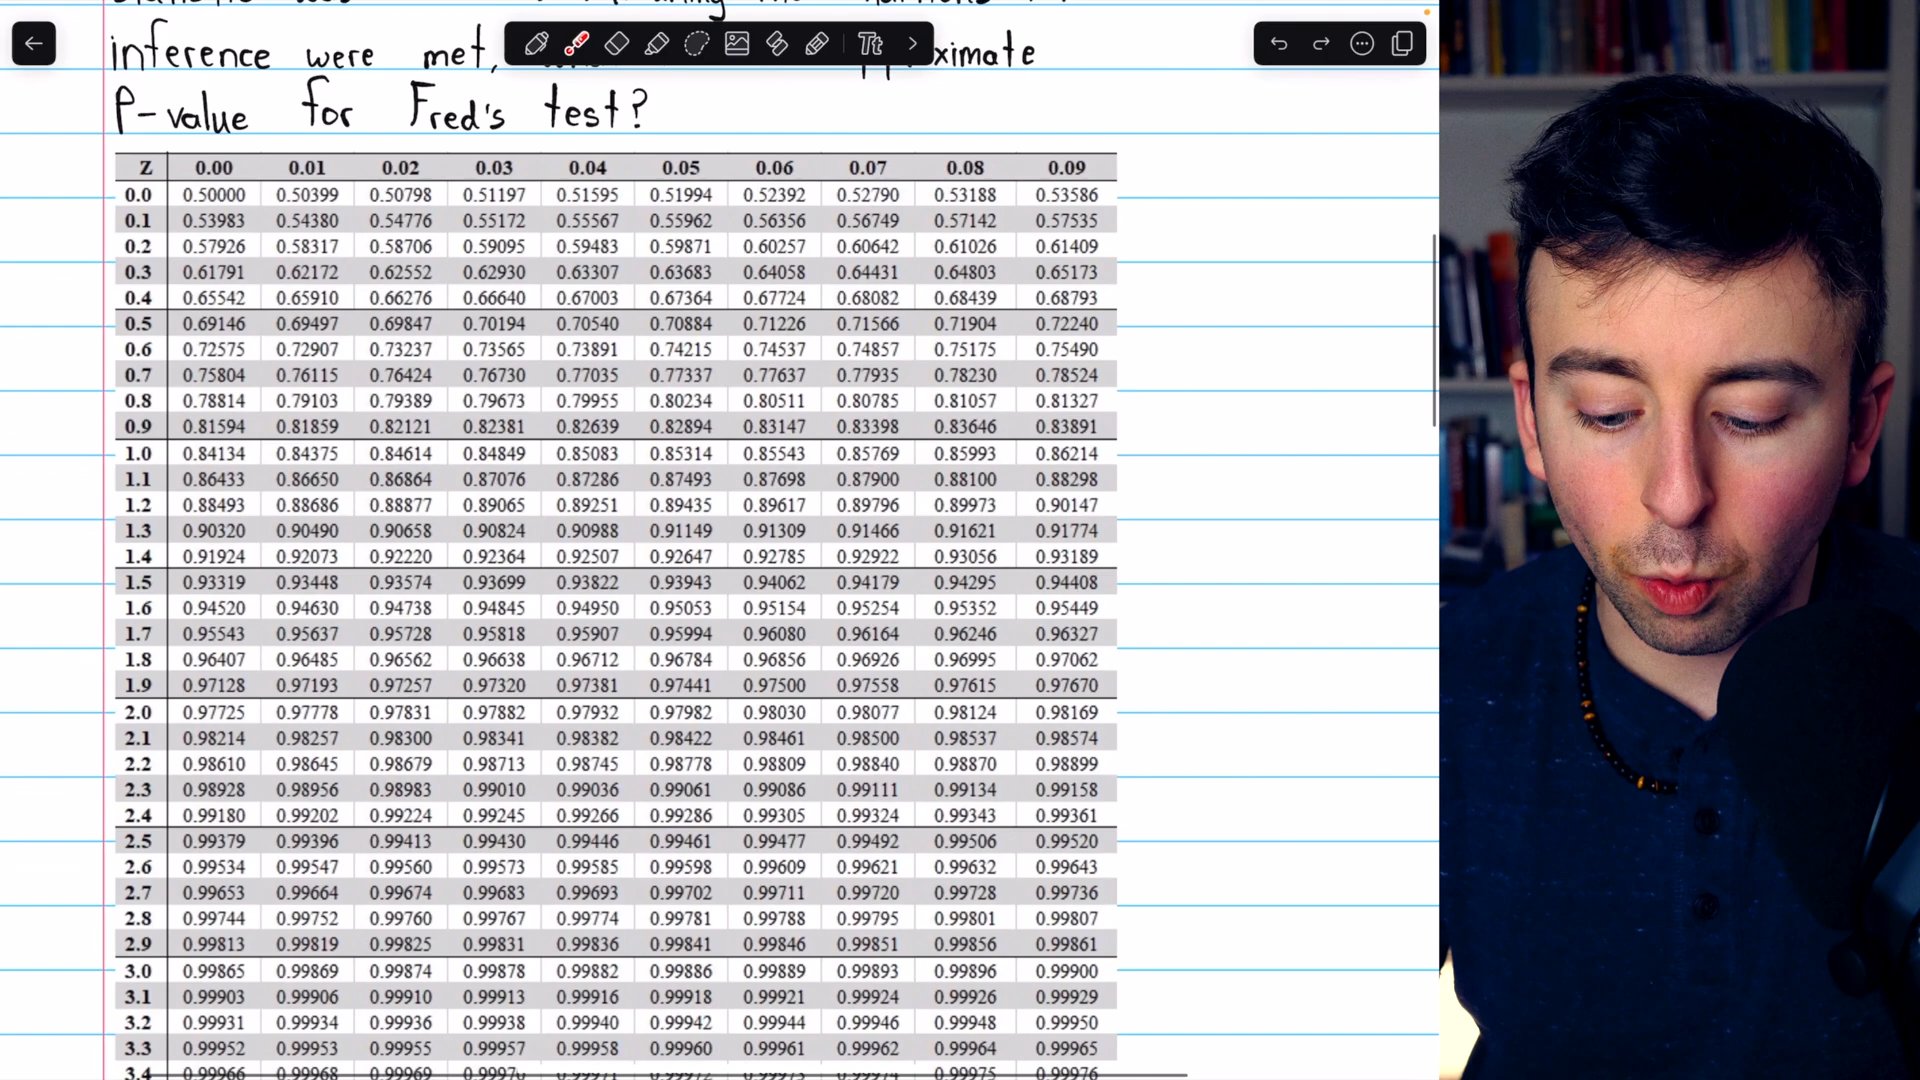 inference were met, ximate
P-value for Fred's test?
Tt
Z 0.00 0.01 0.02 0.03 0.04 0.05 0.06 0.07 0.08 0.09
0.0 0.50000 0.50399 0.50798 0.51197 0.51595 0.51994 0.52392 0.52790 0.53188 0.53586
0.1 0.53983 0.54380 0.54776 0.55172 0.55567 0.55962 0.56356 0.56749 0.57142 0.57535
0.2 0.57926 0.58317 0.58706 0.59095 0.59483 0.59871 0.60257 0.60642 0.61026 0.61409
0.3 0.61791 0.62172 0.62552 0.62930 0.63307 0.63683 0.64058 0.64431 0.64803 0.65173
0.4 0.65542 0.65910 0.66276 0.66640 0.67003 0.67364 0.67724 0.68082 0.68439 0.68793
0.5 0.69146 0.69497 0.69847 0.70194 0.70540 0.70884 0.71226 0.71566 0.71904 0.72240
0.6 0.72575 0.72907 0.73237 0.73565 0.73891 0.74215 0.74537 0.74857 0.75175 0.75490
0.7 0.75804 0.76115 0.76424 0.76730 0.77035 0.77337 0.77637 0.77935 0.78230 0.78524
0.8 0.78814 0.79103 0.79389 0.79673 0.79955 0.80234 0.80511 0.80785 0.81057 0.81327
0.9 0.81594 0.81859 0.82121 0.82381 0.82639 0.82894 0.83147 0.83398 0.83646 0.83891
1.0 0.84134 0.84375 0.84614 0.84849 0.85083 0.85314 0.85543 0.85769 0.85993 0.86214
1.1 0.86433 0.86650 0.86864 0.87076 0.87286 0.87493 0.87698 0.87900 0.88100 0.88298
1.2 0.88493 0.88686 0.88877 0.89065 0.89251 0.89435 0.89617 0.89796 0.89973 0.90147
1.3 0.90320 0.90490 0.90658 0.90824 0.90988 0.91149 0.91309 0.91466 0.91621 0.91774
1.4 0.91924 0.92073 0.92220 0.92364 0.92507 0.92647 0.92785 0.92922 0.93056 0.93189
1.5 0.93319 0.93448 0.93574 0.93699 0.93822 0.93943 0.94062 0.94179 0.94295 0.94408
1.6 0.94520 0.94630 0.94738 0.94845 0.94950 0.95053 0.95154 0.95254 0.95352 0.95449
1.7 0.95543 0.95637 0.95728 0.95818 0.95907 0.95994 0.96080 0.96164 0.96246 0.96327
1.8 0.96407 0.96485 0.96562 0.96638 0.96712 0.96784 0.96856 0.96926 0.96995 0.97062
1.9 0.97128 0.97193 0.97257 0.97320 0.97381 0.97441 0.97500 0.97558 0.97615 0.97670
2.0 0.97725 0.97778 0.97831 0.97882 0.97932 0.97982 0.98030 0.98077 0.98124 0.98169
2.1 0.98214 0.98257 0.98300 0.98341 0.98382 0.98422 0.98461 0.98500 0.98537 0.98574
2.2 0.98610 0.98645 0.98679 0.98713 0.98745 0.98778 0.98809 0.98840 0.98870 0.98899
2.3 0.98928 0.98956 0.98983 0.99010 0.99036 0.99061 0.99086 0.99111 0.99134 0.99158
2.4 0.99180 0.99202 0.99224 0.99245 0.99266 0.99286 0.99305 0.99324 0.99343 0.99361
2.5 0.99379 0.99396 0.99413 0.99430 0.99446 0.99461 0.99477 0.99492 0.99506 0.99520
2.6 0.99534 0.99547 0.99560 0.99573 0.99585 0.99598 0.99609 0.99621 0.99632 0.99643
2.7 0.99653 0.99664 0.99674 0.99683 0.99693 0.99702 0.99711 0.99720 0.99728 0.99736
2.8 0.99744 0.99752 0.99760 0.99767 0.99774 0.99781 0.99788 0.99795 0.99801 0.99807
2.9 0.99813 0.99819 0.99825 0.99831 0.99836 0.99841 0.99846 0.99851 0.99856 0.99861
3.0 0.99865 0.99869 0.99874 0.99878 0.99882 0.99886 0.99889 0.99893 0.99896 0.99900
3.1 0.99903 0.99906 0.99910 0.99913 0.99916 0.99918 0.99921 0.99924 0.99926 0.99929
3.2 0.99931 0.99934 0.99936 0.99938 0.99940 0.99942 0.99944 0.99946 0.99948 0.99950
3.3 0.99952 0.99953 0.99955 0.99957 0.99958 0.99960 0.99961 0.99962 0.99964 0.99965
3.4 0.99966 0.99968 0.99969 0.99975 0.99976